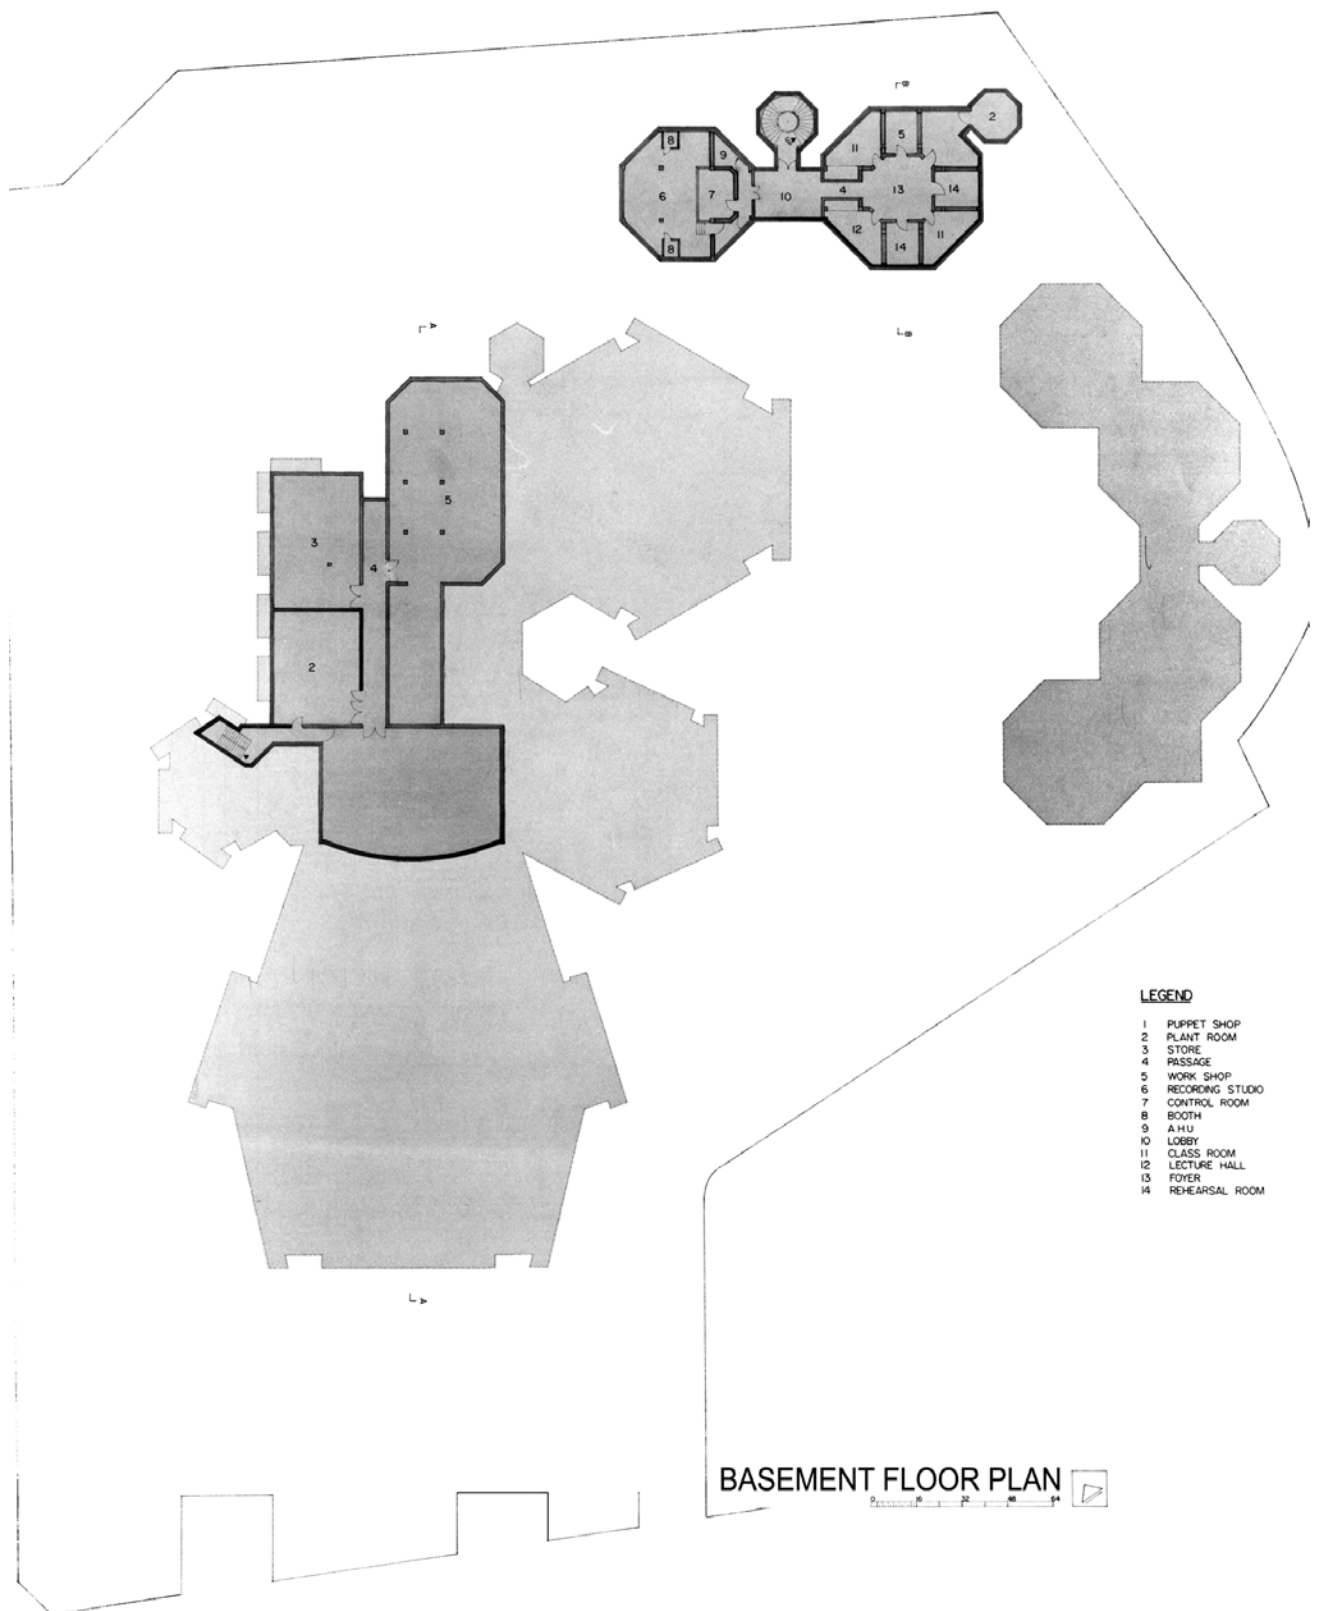 B
2
5
8
11
9
6
7
10
4
13
14
12
14
11
8
B
A
5
3
4
2
A
LEGEND
1 PUPPET SHOP
2 PLANT ROOM
3 STORE
4 PASSAGE
5 WORK SHOP
6 RECORDING STUDIO
7 CONTROL ROOM
8 BOOTH
9 A.H.U
10 LOBBY
11 CLASS ROOM
12 LECTURE HALL
13 FOYER
14 REHEARSAL ROOM
BASEMENT FLOOR PLAN
0 16 32 48 64